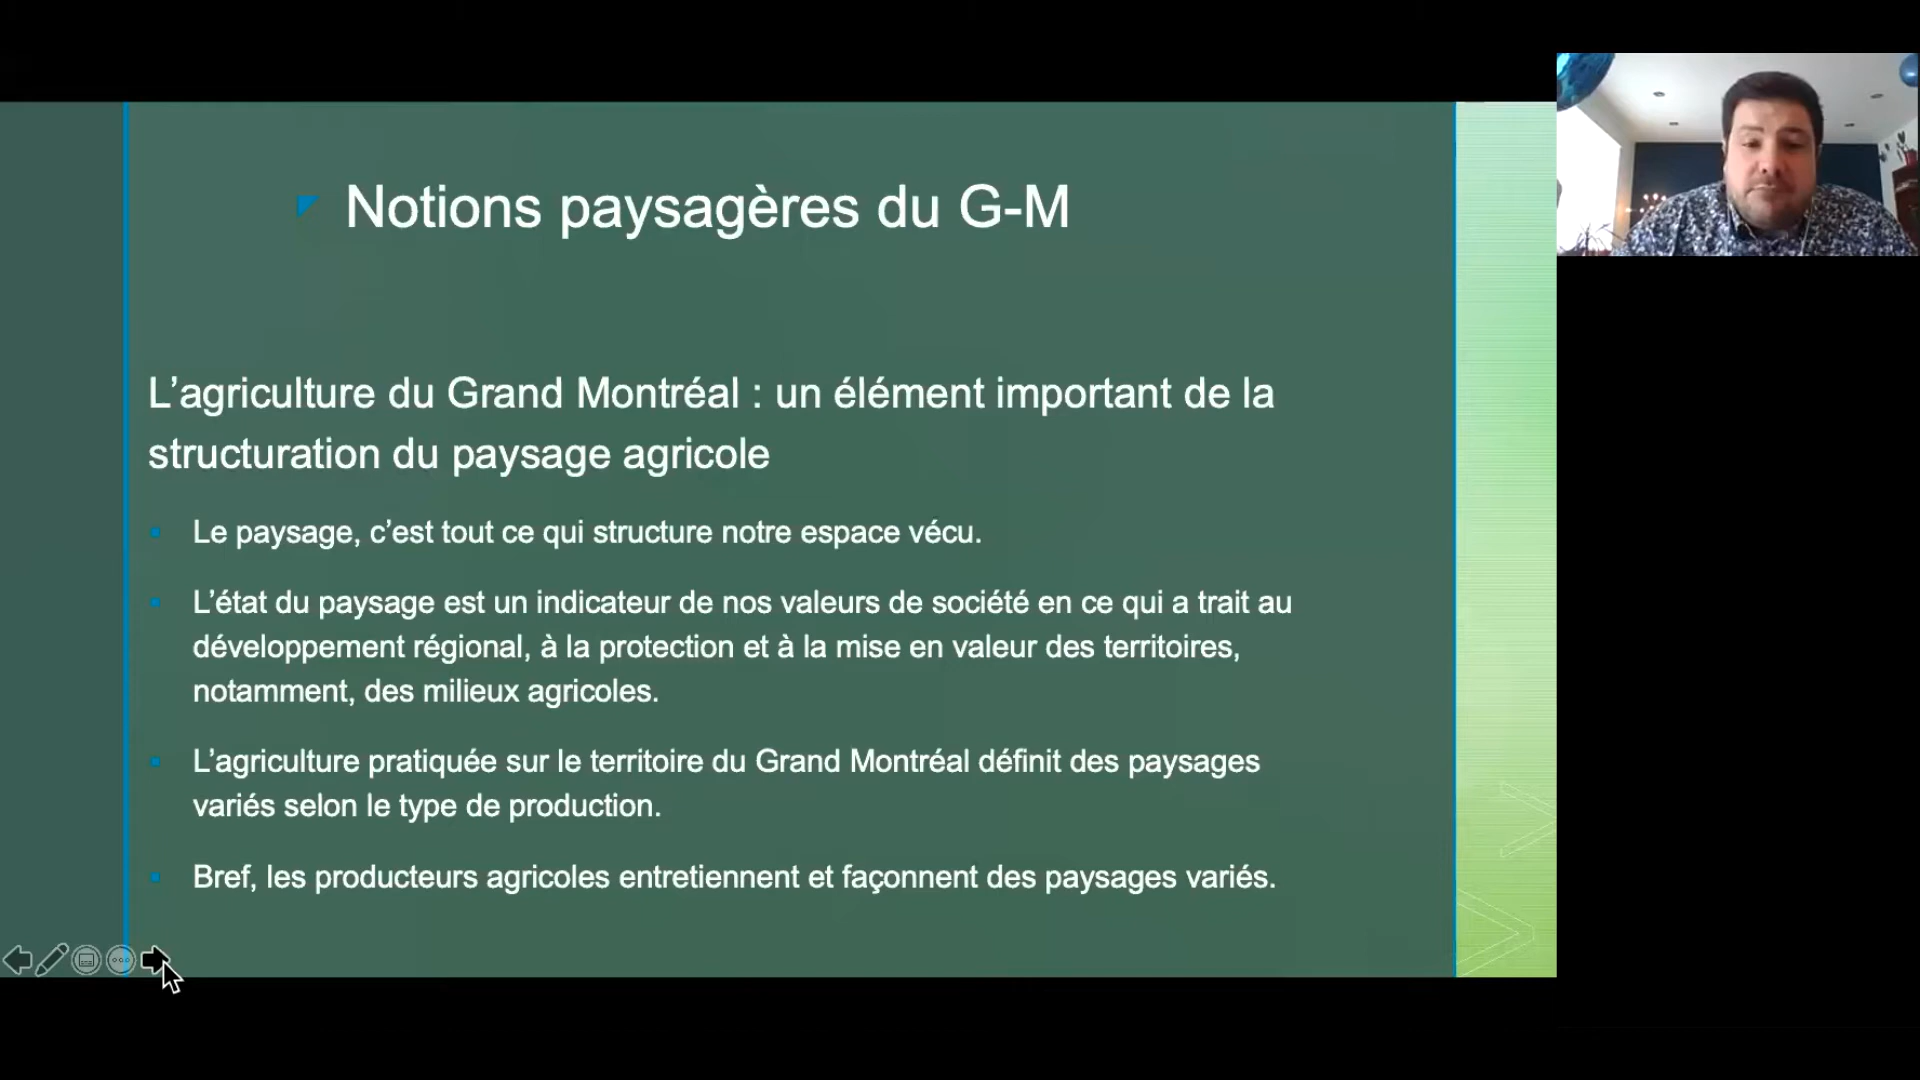 Notions paysagères du G-M
L’agriculture du Grand Montréal : un élément important de la
structuration du paysage agricole
Le paysage, c’est tout ce qui structure notre espace vécu.
L’état du paysage est un indicateur de nos valeurs de société en ce qui a trait au
développement régional, à la protection et à la mise en valeur des territoires,
notamment, des milieux agricoles.
L’agriculture pratiquée sur le territoire du Grand Montréal définit des paysages
variés selon le type de production.
Bref, les producteurs agricoles entretiennent et façonnent des paysages variés.